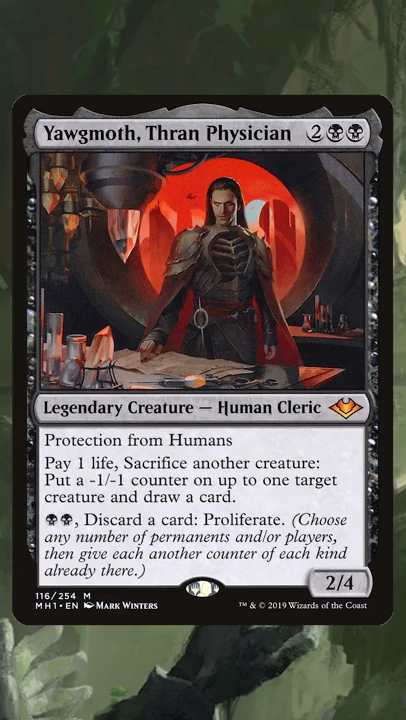 Yawgmoth, Thran Physician 2
Legendary Creature — Human Cleric
Protection from Humans
Pay 1 life, Sacrifice another creature:
Put a -1/-1 counter on up to one target
creature and draw a card.
, Discard a card: Proliferate. (Choose
any number of permanents and/or players,
then give each another counter of each kind
already there.)
2/4
116/254 M
MH1 • EN Mark Winters
™ & © 2019 Wizards of the Coast